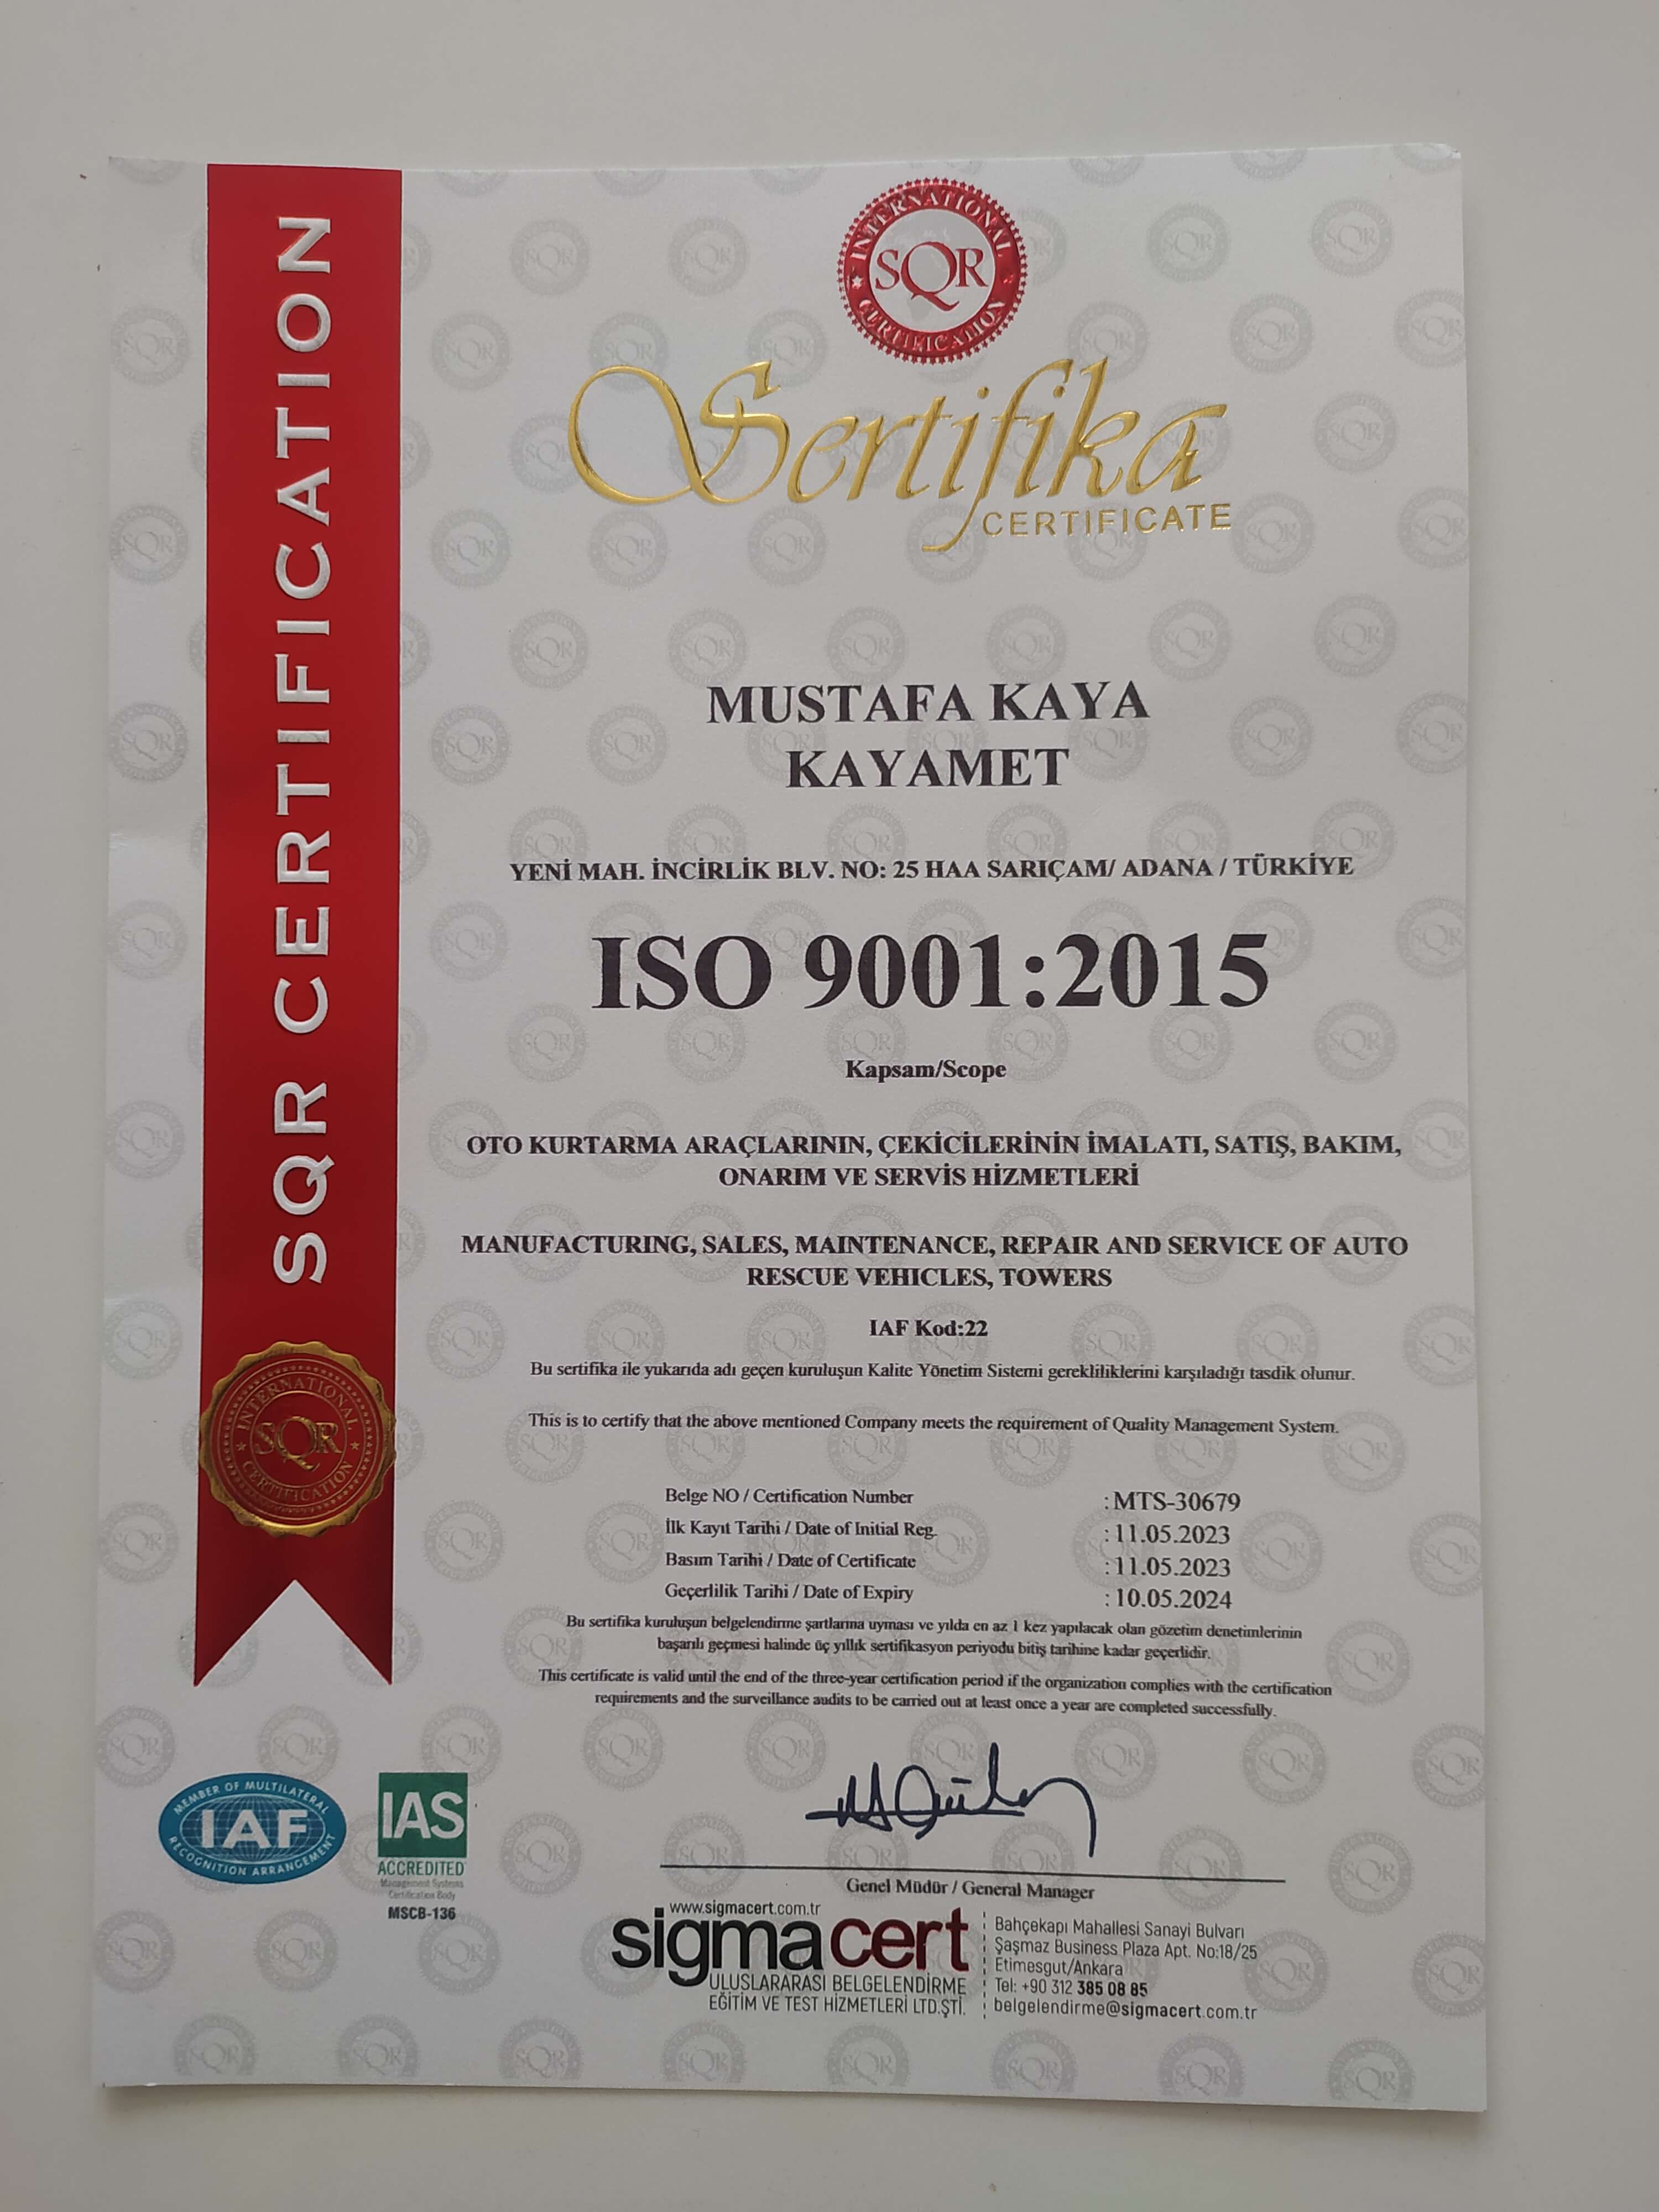 SQR CERTIFICATION
INTERNATIONAL
SQR
CERTIFICATION
Sertifika
CERTIFICATE
MUSTAFA KAYA
KAYAMET
YENİ MAH. İNCİRLİK BLV. NO: 25 HAA SARIÇAM/ ADANA / TÜRKİYE
ISO 9001:2015
Kapsam/Scope
OTO KURTARMA ARAÇLARININ, ÇEKİCİLERİNİN İMALATI, SATIŞ, BAKIM,
ONARIM VE SERVİS HİZMETLERİ
MANUFACTURING, SALES, MAINTENANCE, REPAIR AND SERVICE OF AUTO
RESCUE VEHICLES, TOWERS
IAF Kod:22
Bu sertifika ile yukarıda adı geçen kuruluşun Kalite Yönetim Sistemi gerekliliklerini karşıladığı tasdik olunur.
This is to certify that the above mentioned Company meets the requirement of Quality Management System.
INTERNATIONAL
SQR
CERTIFICATION
Belge NO / Certification Number : MTS-30679
İlk Kayıt Tarihi / Date of Initial Reg. : 11.05.2023
Basım Tarihi / Date of Certificate : 11.05.2023
Geçerlilik Tarihi / Date of Expiry : 10.05.2024
Bu sertifika kuruluşun belgelendirme şartlarına uyması ve yılda en az 1 kez yapılacak olan gözetim denetimlerinin
başarılı geçmesi halinde üç yıllık sertifikasyon periyodu bitiş tarihine kadar geçerlidir.
This certificate is valid until the end of the three-year certification period if the organization complies with the certification
requirements and the surveillance audits to be carried out at least once a year are completed successfully.
MEMBER OF MULTILATERAL
IAF
RECOGNITION ARRANGEMENT
IAS
ACCREDITED
Management Systems
Certification Body
MSCB-136
Genel Müdür / General Manager
www.sigmacert.com.tr
sigmacert
ULUSLARARASI BELGELENDİRME
EĞİTİM VE TEST HİZMETLERİ LTD.ŞTİ.
Bahçekapı Mahallesi Sanayi Bulvarı
Şaşmaz Business Plaza Apt. No:18/25
Etimesgut/Ankara
Tel: +90 312 385 08 85
belgelendirme@sigmacert.com.tr